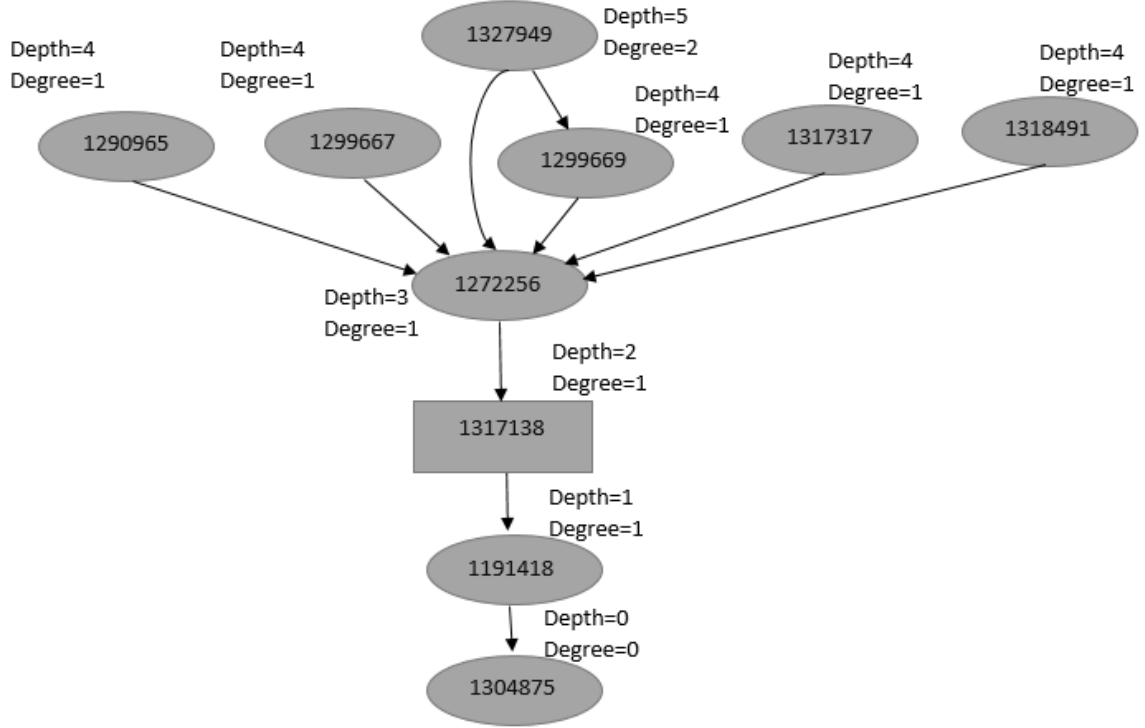 1327949
Depth=5
Degree=2
Depth=4
Degree=1
Depth=4
Degree=1
Depth=4
Degree=1
Depth=4
Degree=1
Depth=4
Degree=1
1290965
1299667
1299669
1317317
1318491
1272256
Depth=3
Degree=1
Depth=2
Degree=1
1317138
Depth=1
Degree=1
1191418
Depth=0
Degree=0
1304875